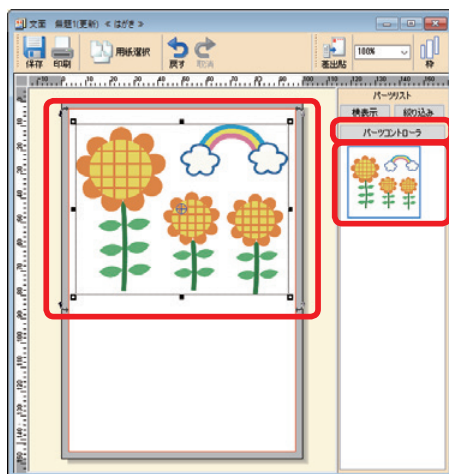 文面 無題1(更新) ≪ はがき ≫
保存 印刷 用紙選択 戻す 取消 差出貼 100% 枠
パーツリスト
横表示 絞り込み
パーツコントローラ